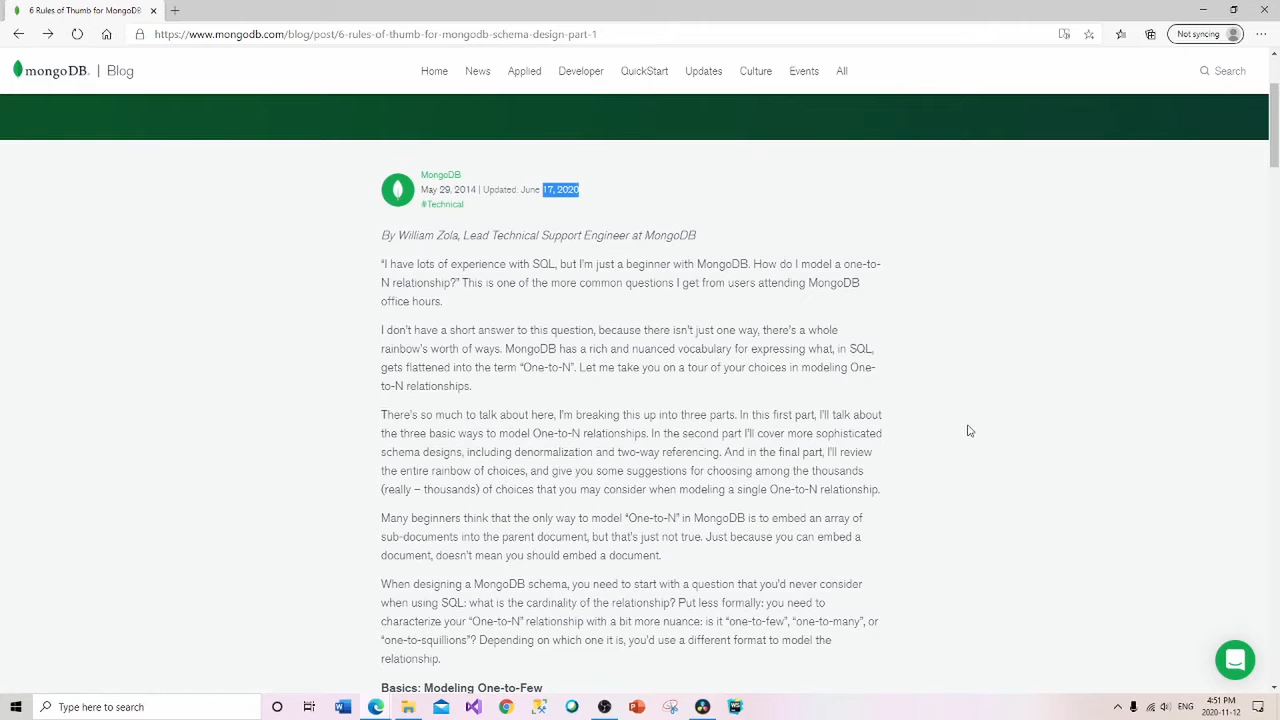 6 Rules of Thumb for MongoDB
https://www.mongodb.com/blog/post/6-rules-of-thumb-for-mongodb-schema-design-part-1
Not syncing
mongoDB. | Blog
Home News Applied Developer QuickStart Updates Culture Events All
Search
MongoDB
May 29, 2014 | Updated: June 17, 2020
#Technical
By William Zola, Lead Technical Support Engineer at MongoDB
“I have lots of experience with SQL, but I’m just a beginner with MongoDB. How do I model a one-to-
N relationship?” This is one of the more common questions I get from users attending MongoDB
office hours.
I don’t have a short answer to this question, because there isn’t just one way, there’s a whole
rainbow’s worth of ways. MongoDB has a rich and nuanced vocabulary for expressing what, in SQL,
gets flattened into the term “One-to-N”. Let me take you on a tour of your choices in modeling One-
to-N relationships.
There’s so much to talk about here, I’m breaking this up into three parts. In this first part, I’ll talk about
the three basic ways to model One-to-N relationships. In the second part I’ll cover more sophisticated
schema designs, including denormalization and two-way referencing. And in the final part, I’ll review
the entire rainbow of choices, and give you some suggestions for choosing among the thousands
(really – thousands) of choices that you may consider when modeling a single One-to-N relationship.
Many beginners think that the only way to model “One-to-N” in MongoDB is to embed an array of
sub-documents into the parent document, but that’s just not true. Just because you can embed a
document, doesn’t mean you should embed a document.
When designing a MongoDB schema, you need to start with a question that you’d never consider
when using SQL: what is the cardinality of the relationship? Put less formally: you need to
characterize your “One-to-N” relationship with a bit more nuance: is it “one-to-few”, “one-to-many”, or
“one-to-squillions”? Depending on which one it is, you’d use a different format to model the
relationship.
Basics: Modeling One-to-Few
Type here to search
ENG
4:51 PM
2020-11-12